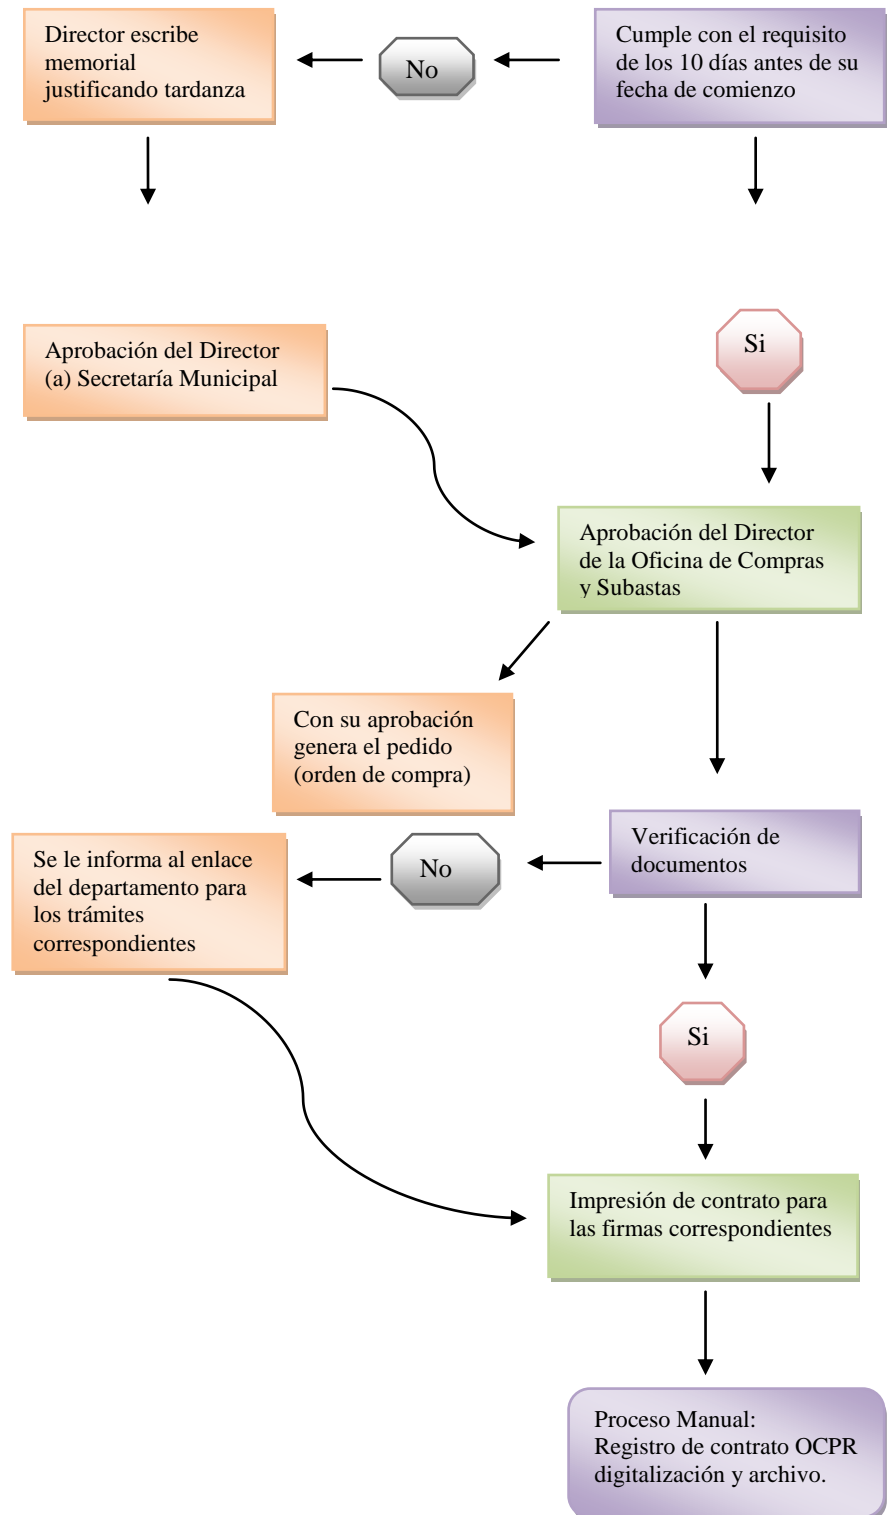 Director escribe
memorial
justificando tardanza
No
Cumple con el requisito
de los 10 días antes de su
fecha de comienzo
Aprobación del Director
(a) Secretaría Municipal
Si
Aprobación del Director
de la Oficina de Compras
y Subastas
Con su aprobación
genera el pedido
(orden de compra)
Verificación de
documentos
No
Se le informa al enlace
del departamento para
los trámites
correspondientes
Si
Impresión de contrato para
las firmas correspondientes
Proceso Manual:
Registro de contrato OCPR
digitalización y archivo.